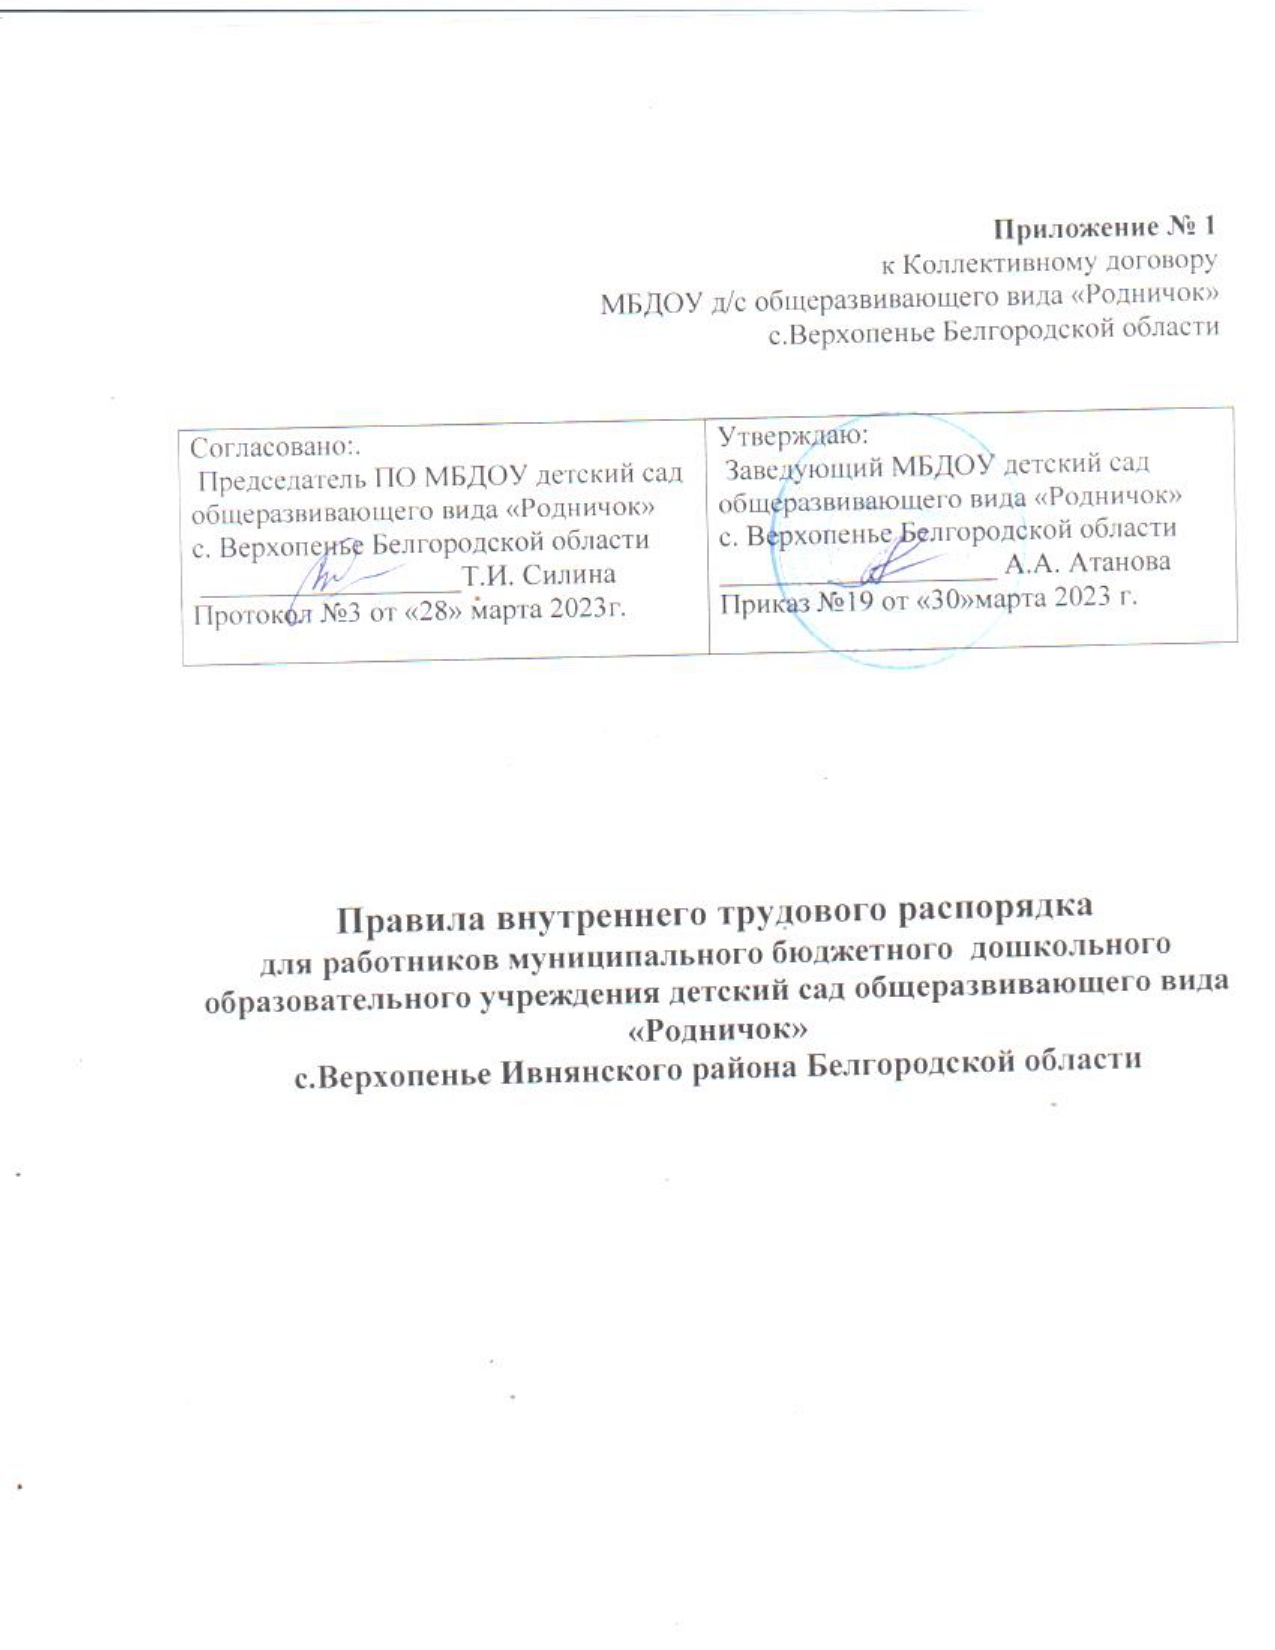 Приложение № 1
к Коллективному договору
МБДОУ д/с общеразвивающего вида «Родничок»
с.Верхопенье Белгородской области
Согласовано:.
Председатель ПО МБДОУ детский сад
общеразвивающего вида «Родничок»
с. Верхопенье Белгородской области
Т.И. Силина
Протокол №3 от «28» марта 2023г.
Утверждаю:
Заведующий МБДОУ детский сад
общеразвивающего вида «Родничок»
с. Верхопенье Белгородской области
А.А. Атанова
Приказ №19 от «30»марта 2023 г.
Правила внутреннего трудового распорядка
для работников муниципального бюджетного дошкольного
образовательного учреждения детский сад общеразвивающего вида
«Родничок»
с.Верхопенье Ивнянского района Белгородской области